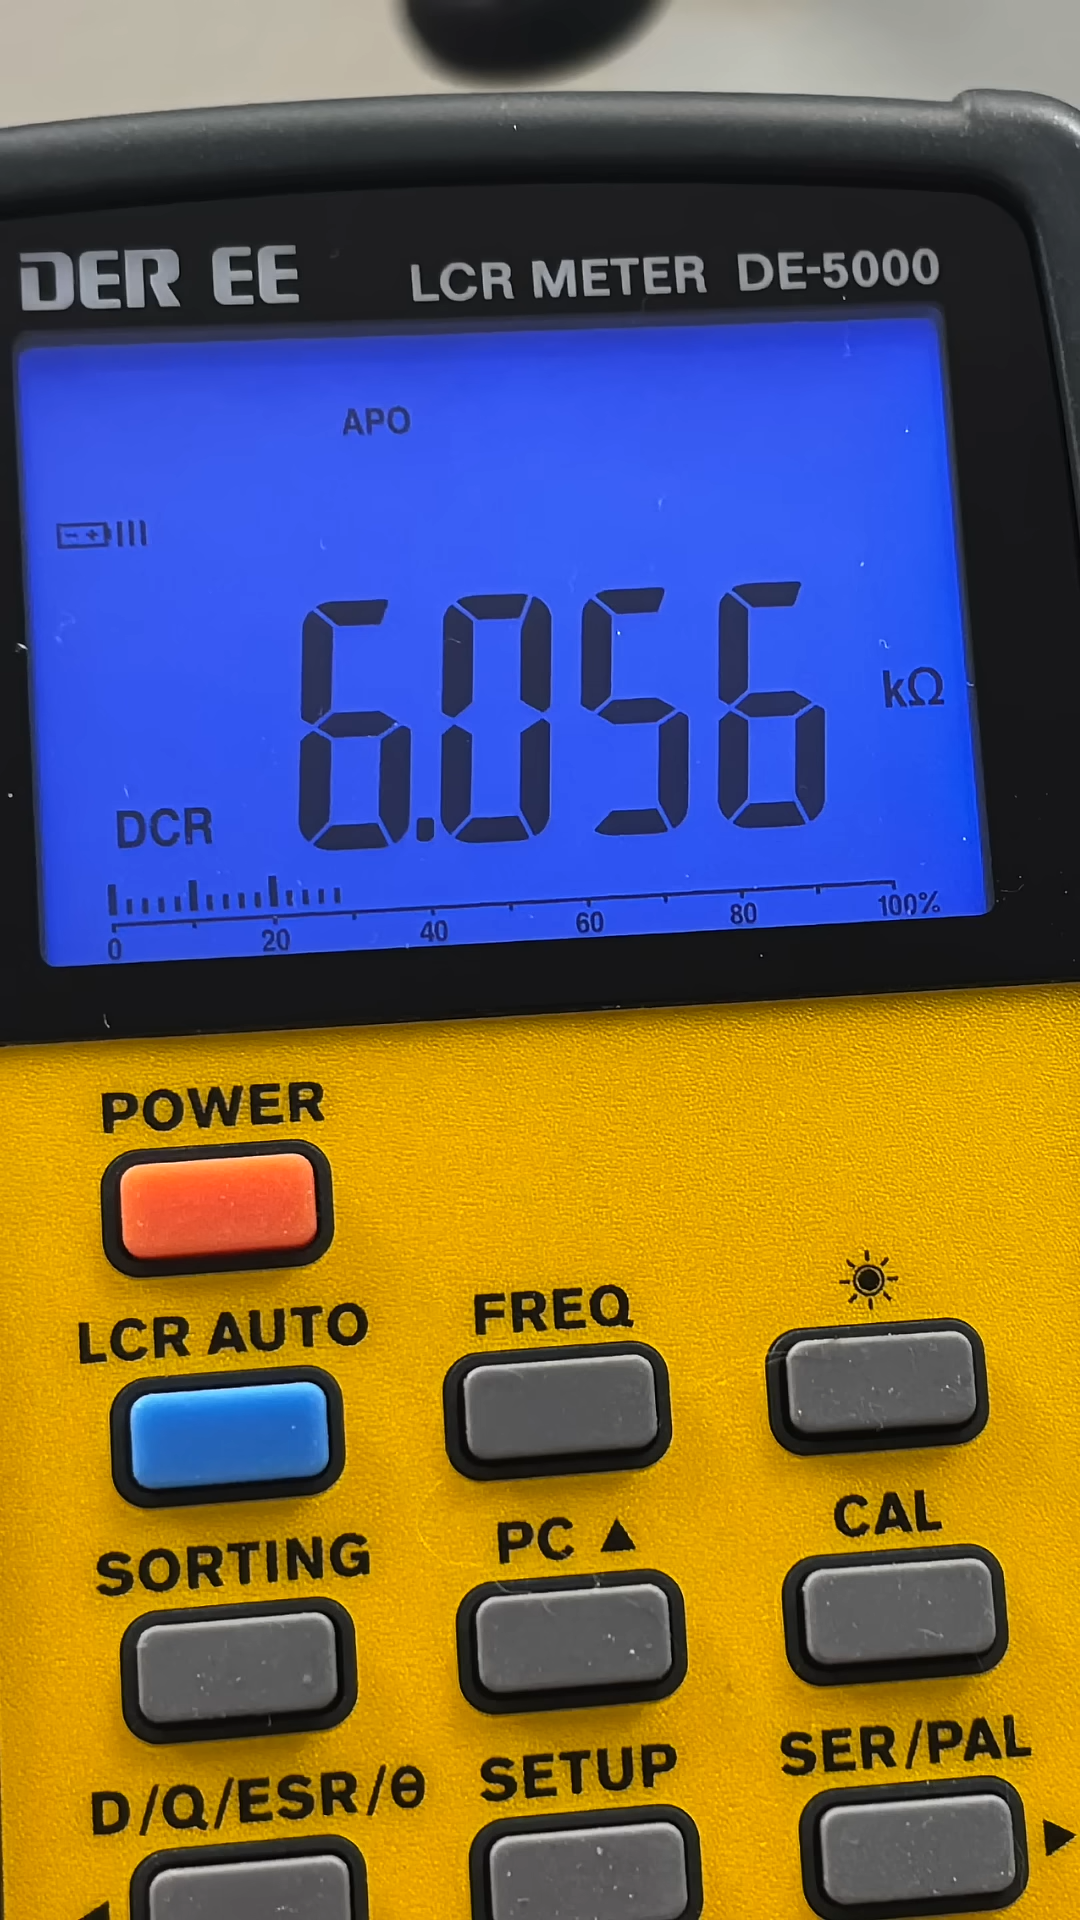 DER EE LCR METER DE-5000
APO
6.056 kΩ
DCR
0 20 40 60 80 100%
POWER
LCR AUTO FREQ
SORTING PC ▲ CAL
D/Q/ESR/θ SETUP SER/PAL